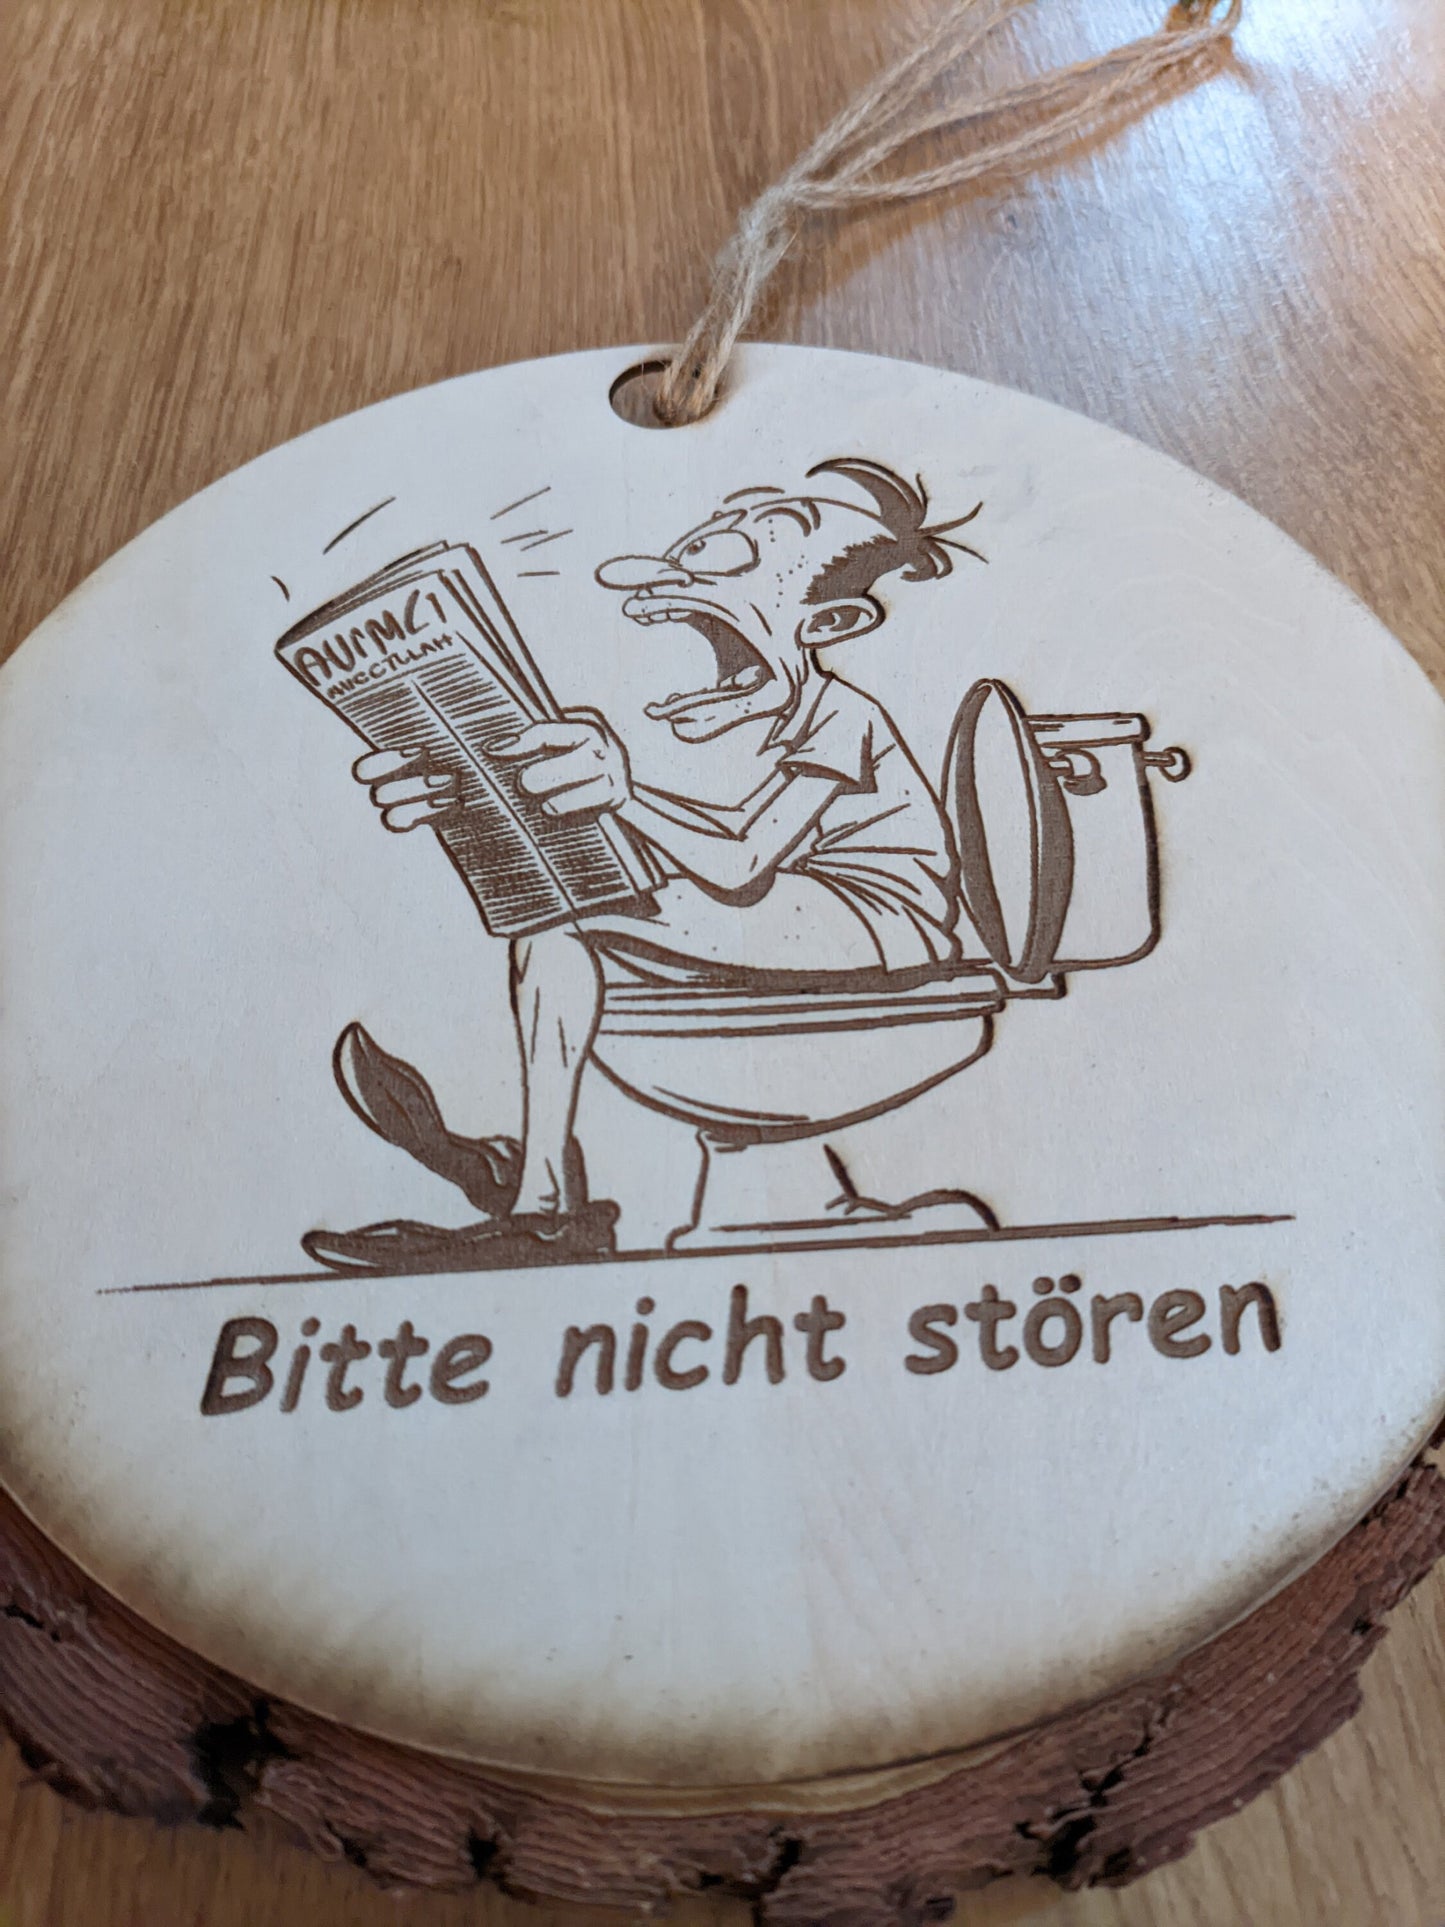 Bitte nicht stören